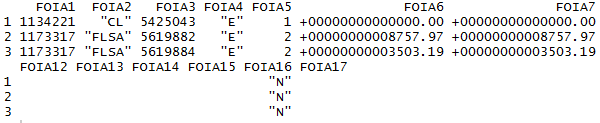 FOIA1 FOIA2 FOIA3 FOIA4 FOIA5 FOIA6 FOIA7
1 1134221 "CL" 5425043 "E" 1 +00000000000000.00 +00000000000000.00
2 1173317 "FLSA" 5619882 "E" 2 +00000000008757.97 +00000000008757.97
3 1173317 "FLSA" 5619884 "E" 2 +00000000003503.19 +00000000003503.19
FOIA12 FOIA13 FOIA14 FOIA15 FOIA16 FOIA17
1 "N"
2 "N"
3 "N"